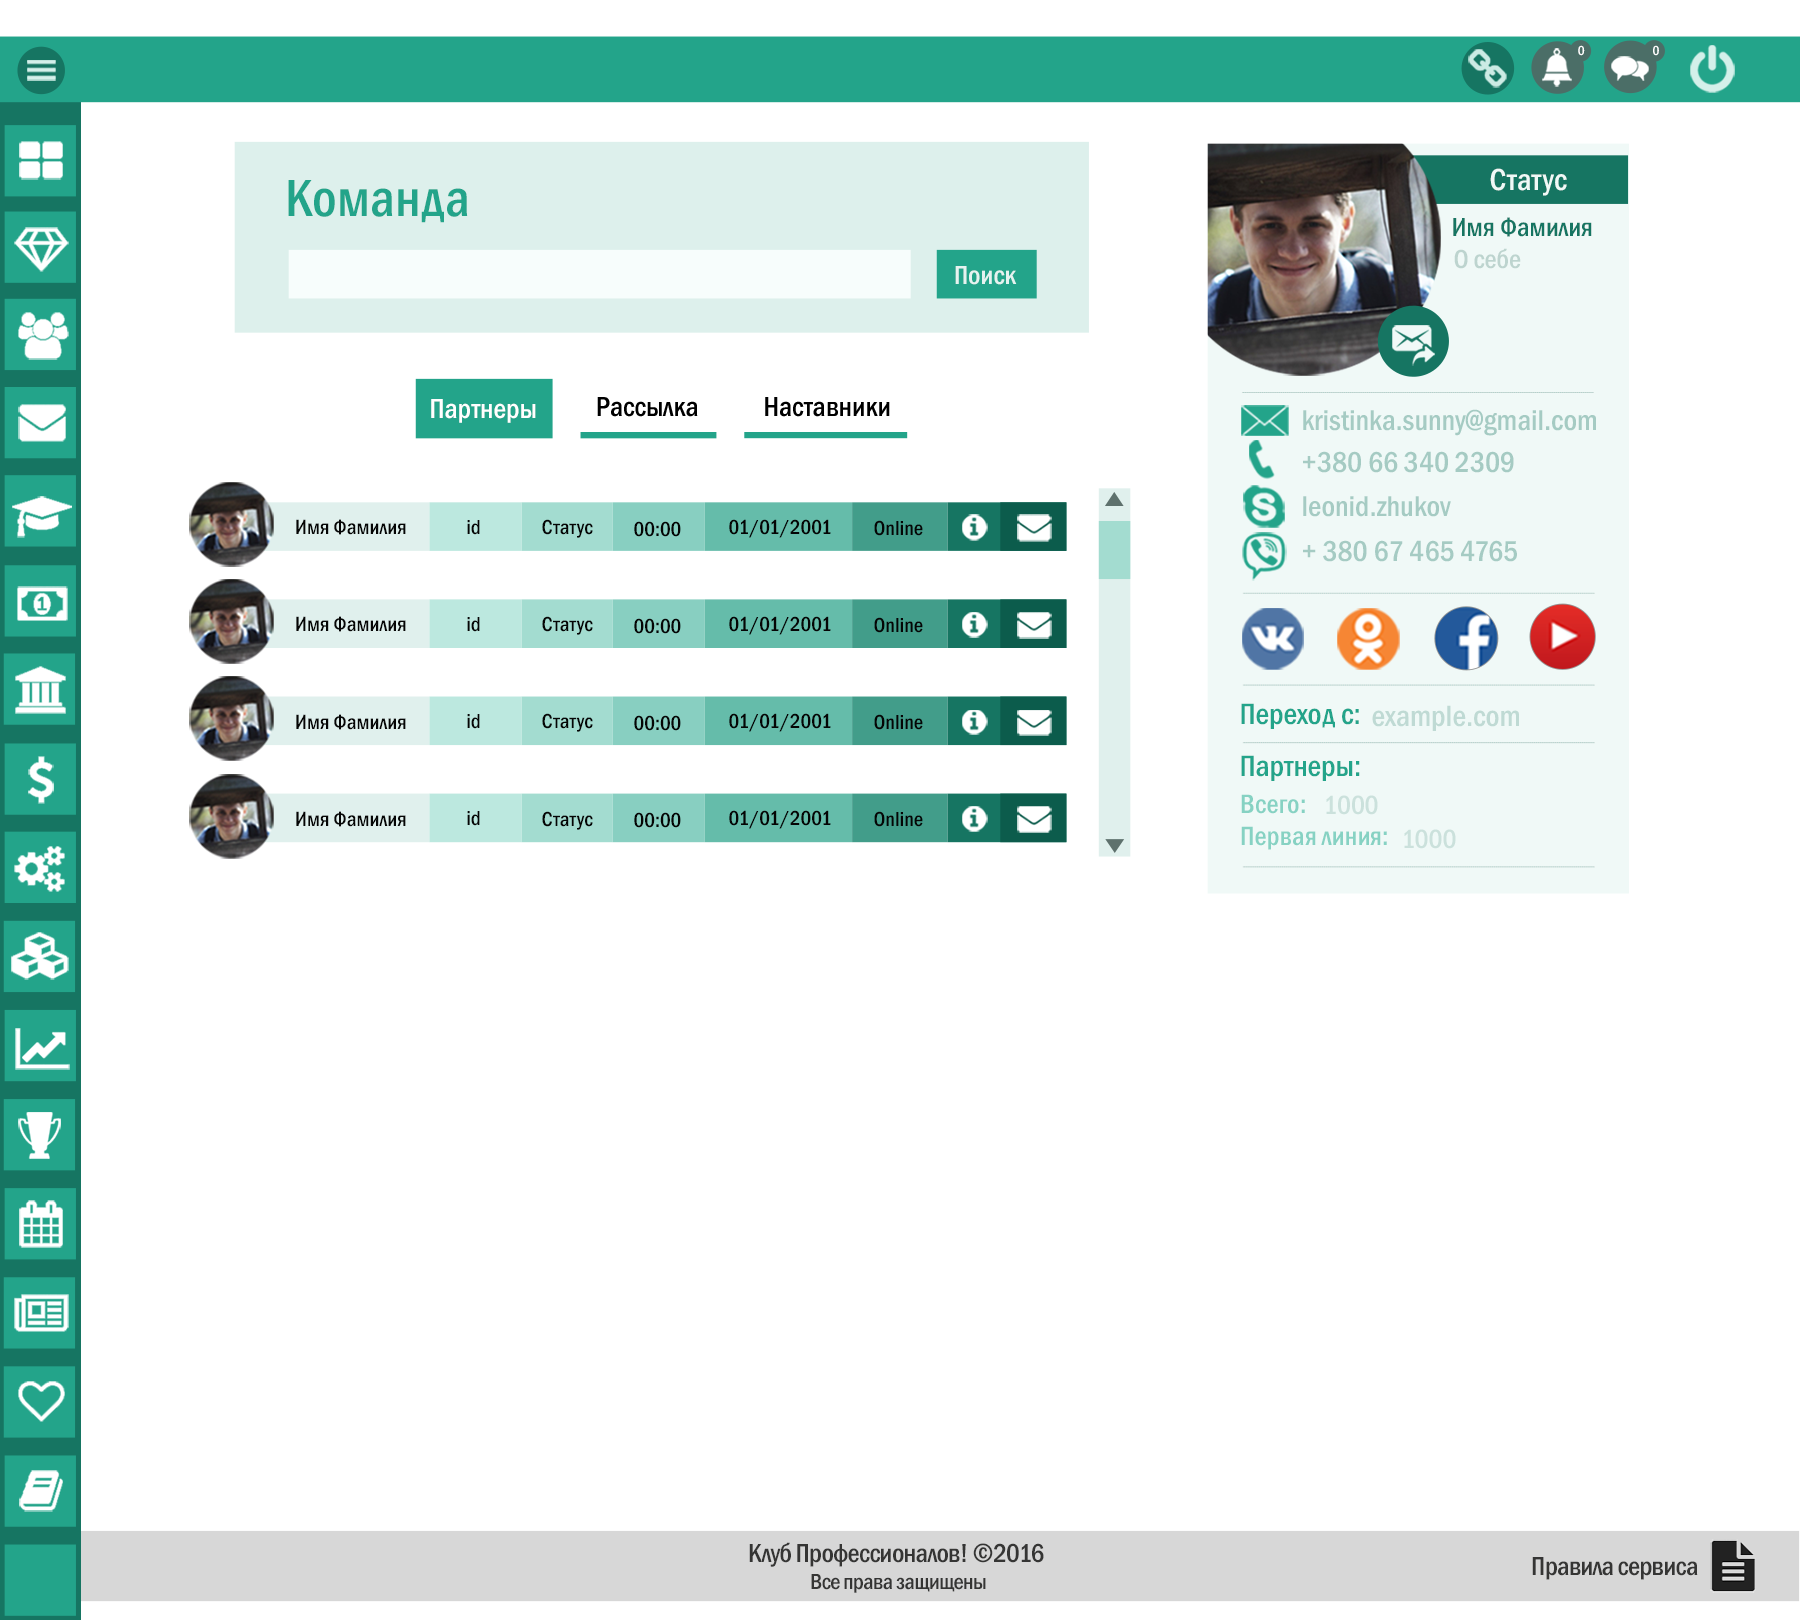 0
0
Команда
Поиск
Партнеры
Рассылка
Наставники
Имя Фамилия id Статус 00:00 01/01/2001 Online
Имя Фамилия id Статус 00:00 01/01/2001 Online
Имя Фамилия id Статус 00:00 01/01/2001 Online
Имя Фамилия id Статус 00:00 01/01/2001 Online
Статус
Имя Фамилия
О себе
kristinka.sunny@gmail.com
+380 66 340 2309
leonid.zhukov
+ 380 67 465 4765
Переход с: example.com
Партнеры:
Всего: 1000
Первая линия: 1000
Клуб Профессионалов! ©2016
Все права защищены
Правила сервиса